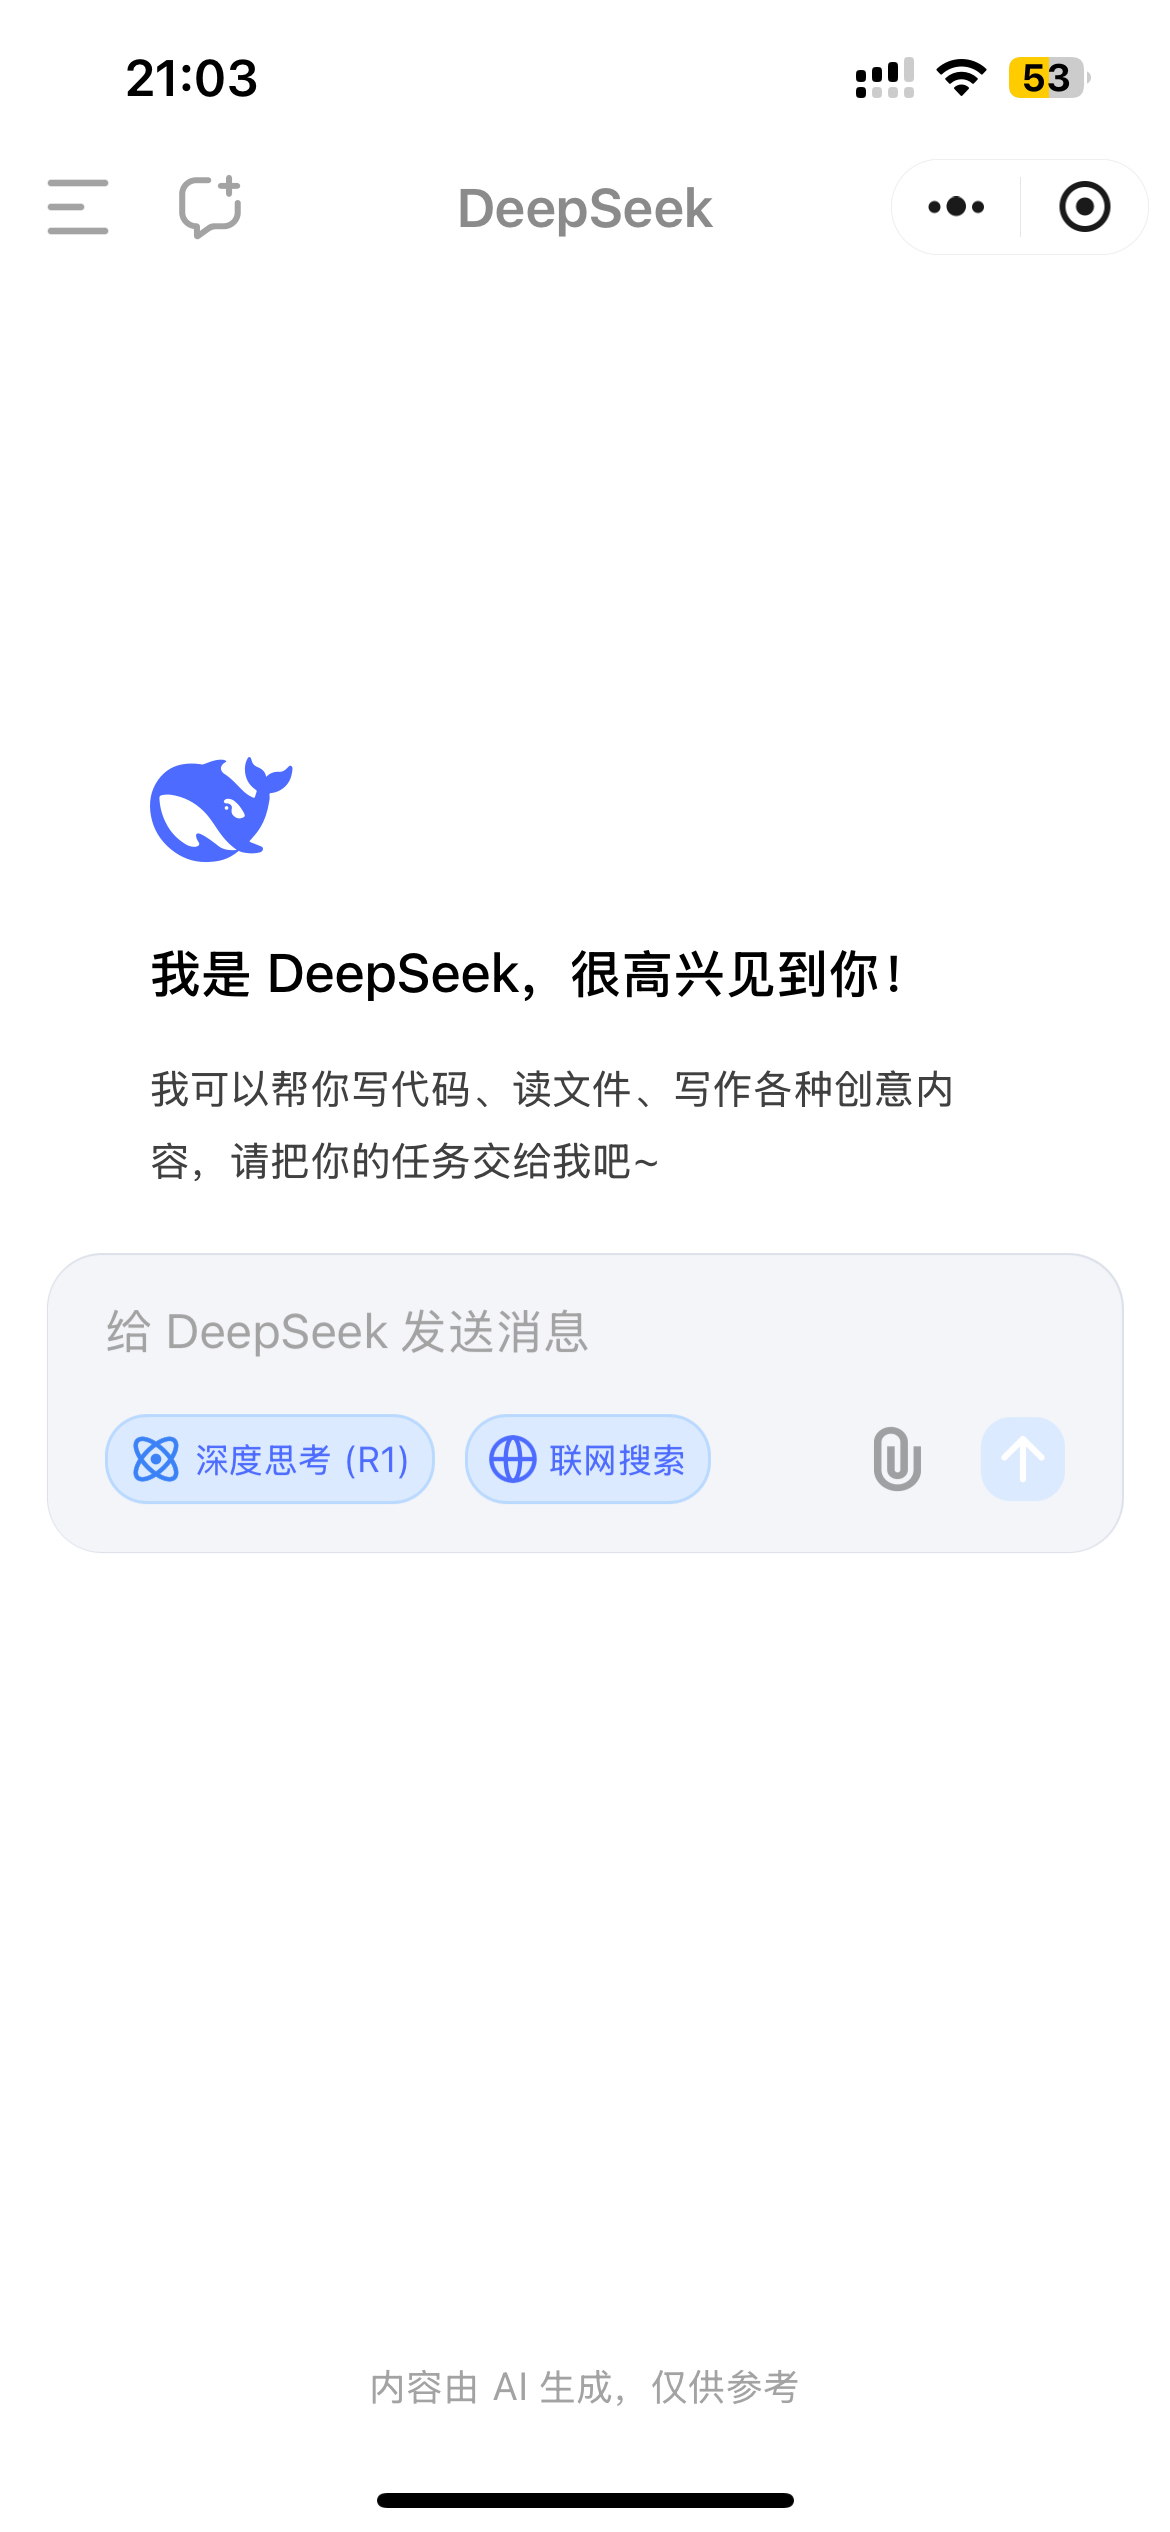 21:03
53
DeepSeek
我是 DeepSeek，很高兴见到你！
我可以帮你写代码、读文件、写作各种创意内
容，请把你的任务交给我吧~
给 DeepSeek 发送消息
深度思考 (R1)
联网搜索
内容由 AI 生成，仅供参考